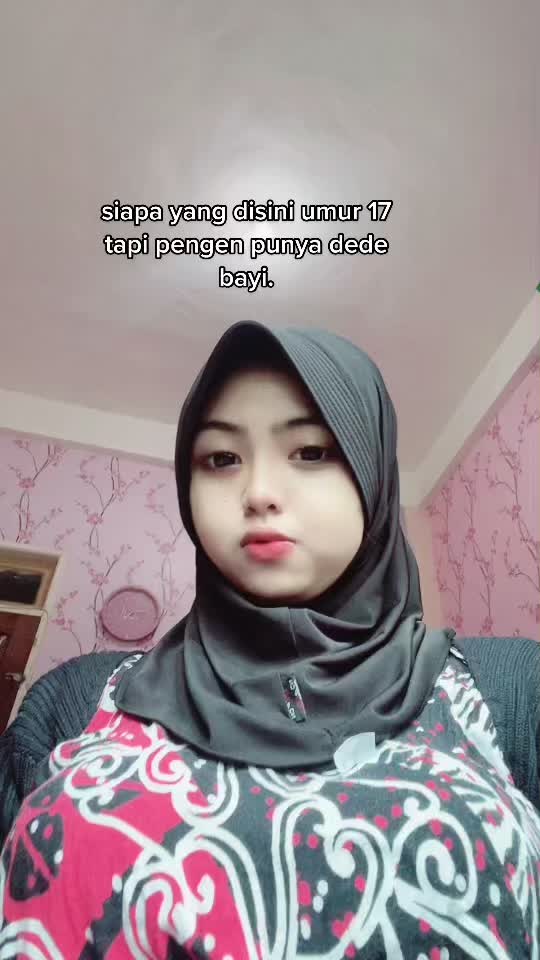 siapa yang disini umur 17
tapi pengen punya dede
bayi.